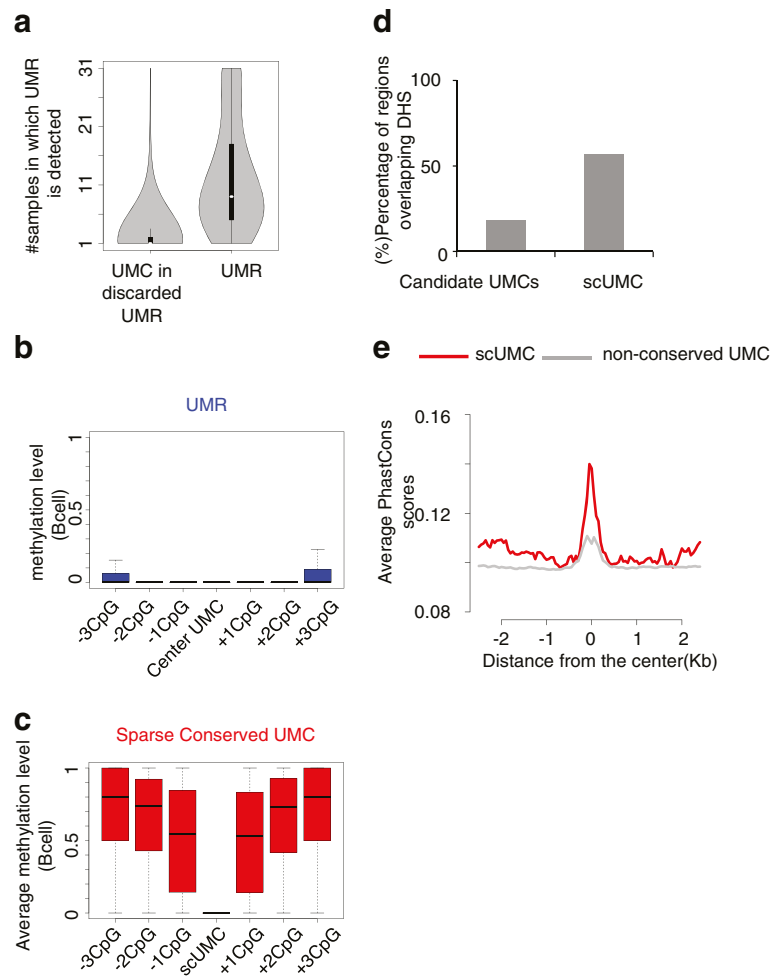 a
#samples in which UMR
is detected
31
21
11
1
UMC in
discarded
UMR
UMR
b
UMR
methylation level
(Bcell)
1
0.5
0
-3CpG
-2CpG
-1CpG
Center UMC
+1CpG
+2CpG
+3CpG
c
Sparse Conserved UMC
Average methylation level
(Bcell)
1
0.5
0
-3CpG
-2CpG
-1CpG
scUMC
+1CpG
+2CpG
+3CpG
d
(%)Percentage of regions
overlapping DHS
100
50
0
Candidate UMCs
scUMC
e
scUMC
non-conserved UMC
Average PhastCons
scores
0.16
0.12
0.08
-2
-1
0
1
2
Distance from the center(Kb)